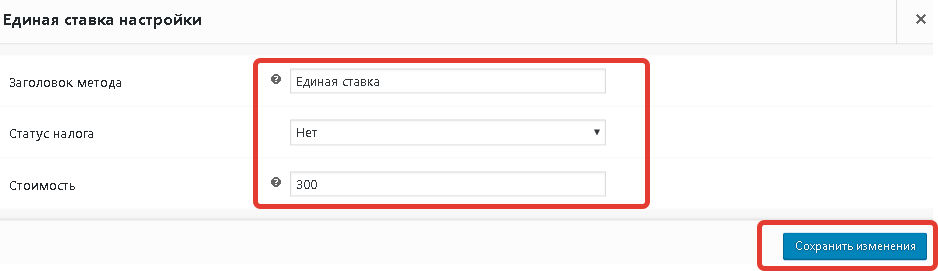 Единая ставка настройки
Заголовок метода
Единая ставка
Статус налога
Нет
Стоимость
300
Сохранить изменения